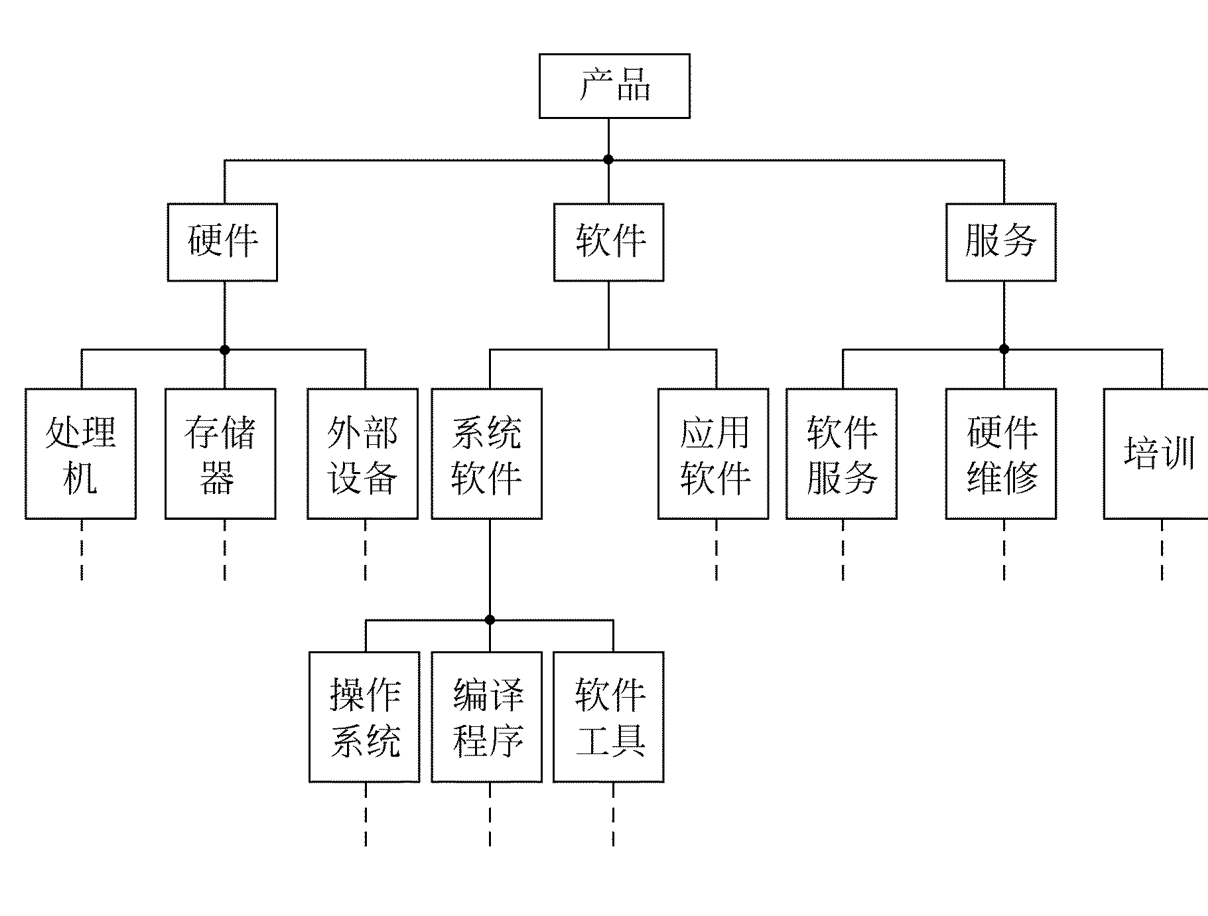 产品
硬件
软件
服务
处理
机
存储
器
外部
设备
系统
软件
应用
软件
软件
服务
硬件
维修
培训
操作
系统
编译
程序
软件
工具